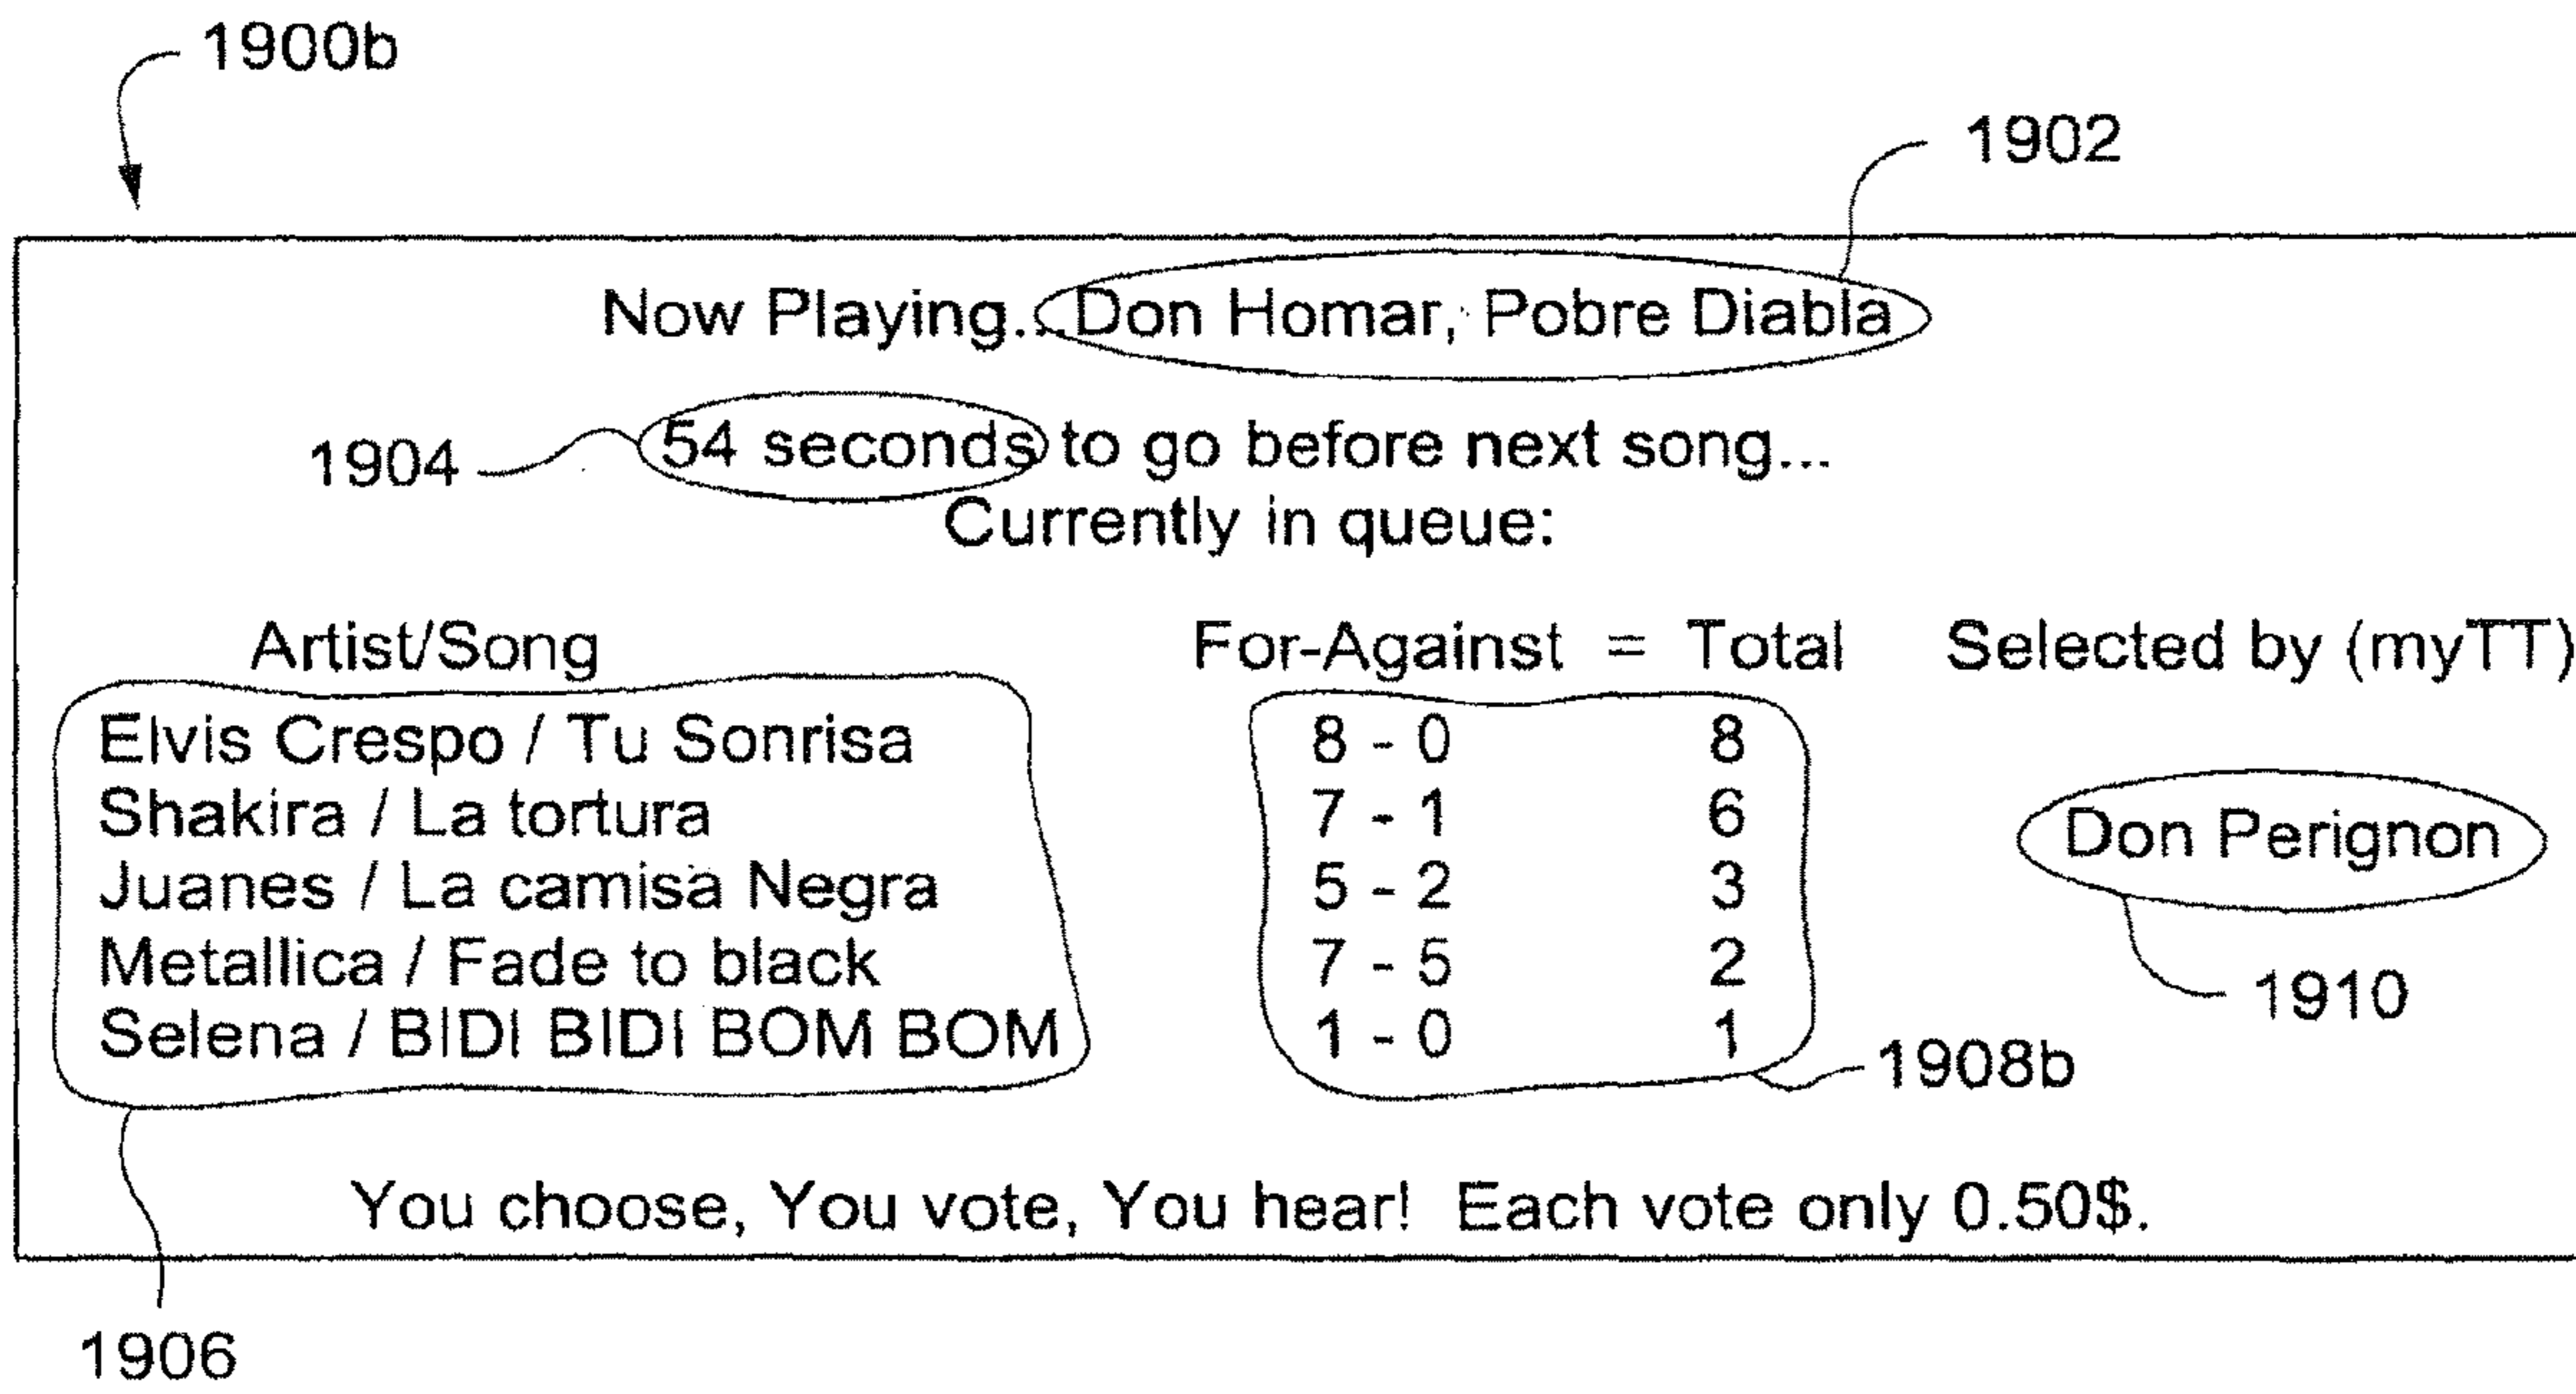 1900b
1902
Now Playing...Don Homar, Pobre Diabla
1904 54 seconds to go before next song...
Currently in queue:
Artist/Song For-Against = Total Selected by (myTT)
Elvis Crespo / Tu Sonrisa 8 - 0 8
Shakira / La tortura 7 - 1 6 Don Perignon
Juanes / La camisa Negra 5 - 2 3
Metallica / Fade to black 7 - 5 2 1910
Selena / BIDI BIDI BOM BOM 1 - 0 1 1908b
You choose, You vote, You hear! Each vote only 0.50$.
1906